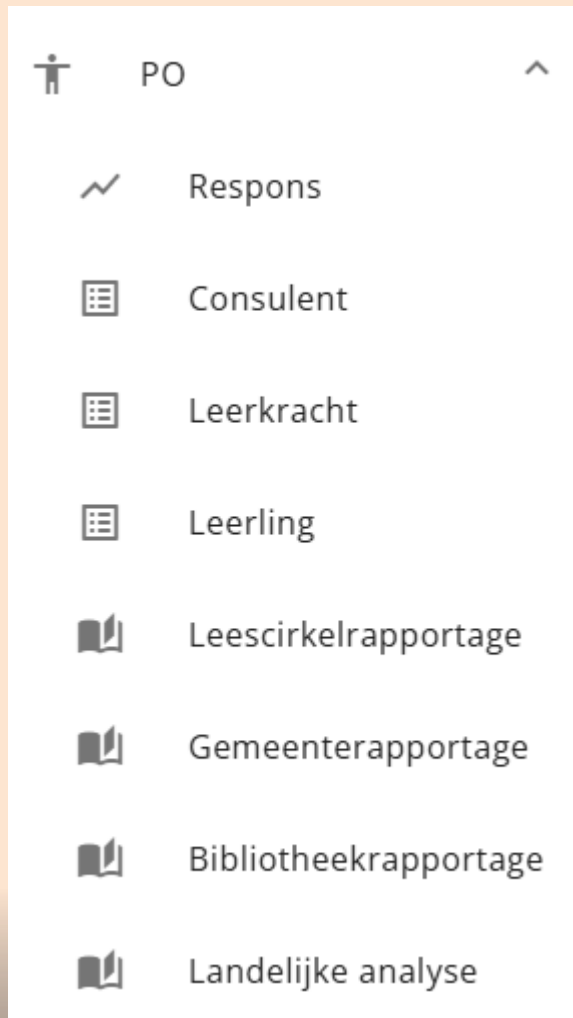 PO
Respons
Consulent
Leerkracht
Leerling
Leescirkelrapportage
Gemeenterapportage
Bibliotheekrapportage
Landelijke analyse